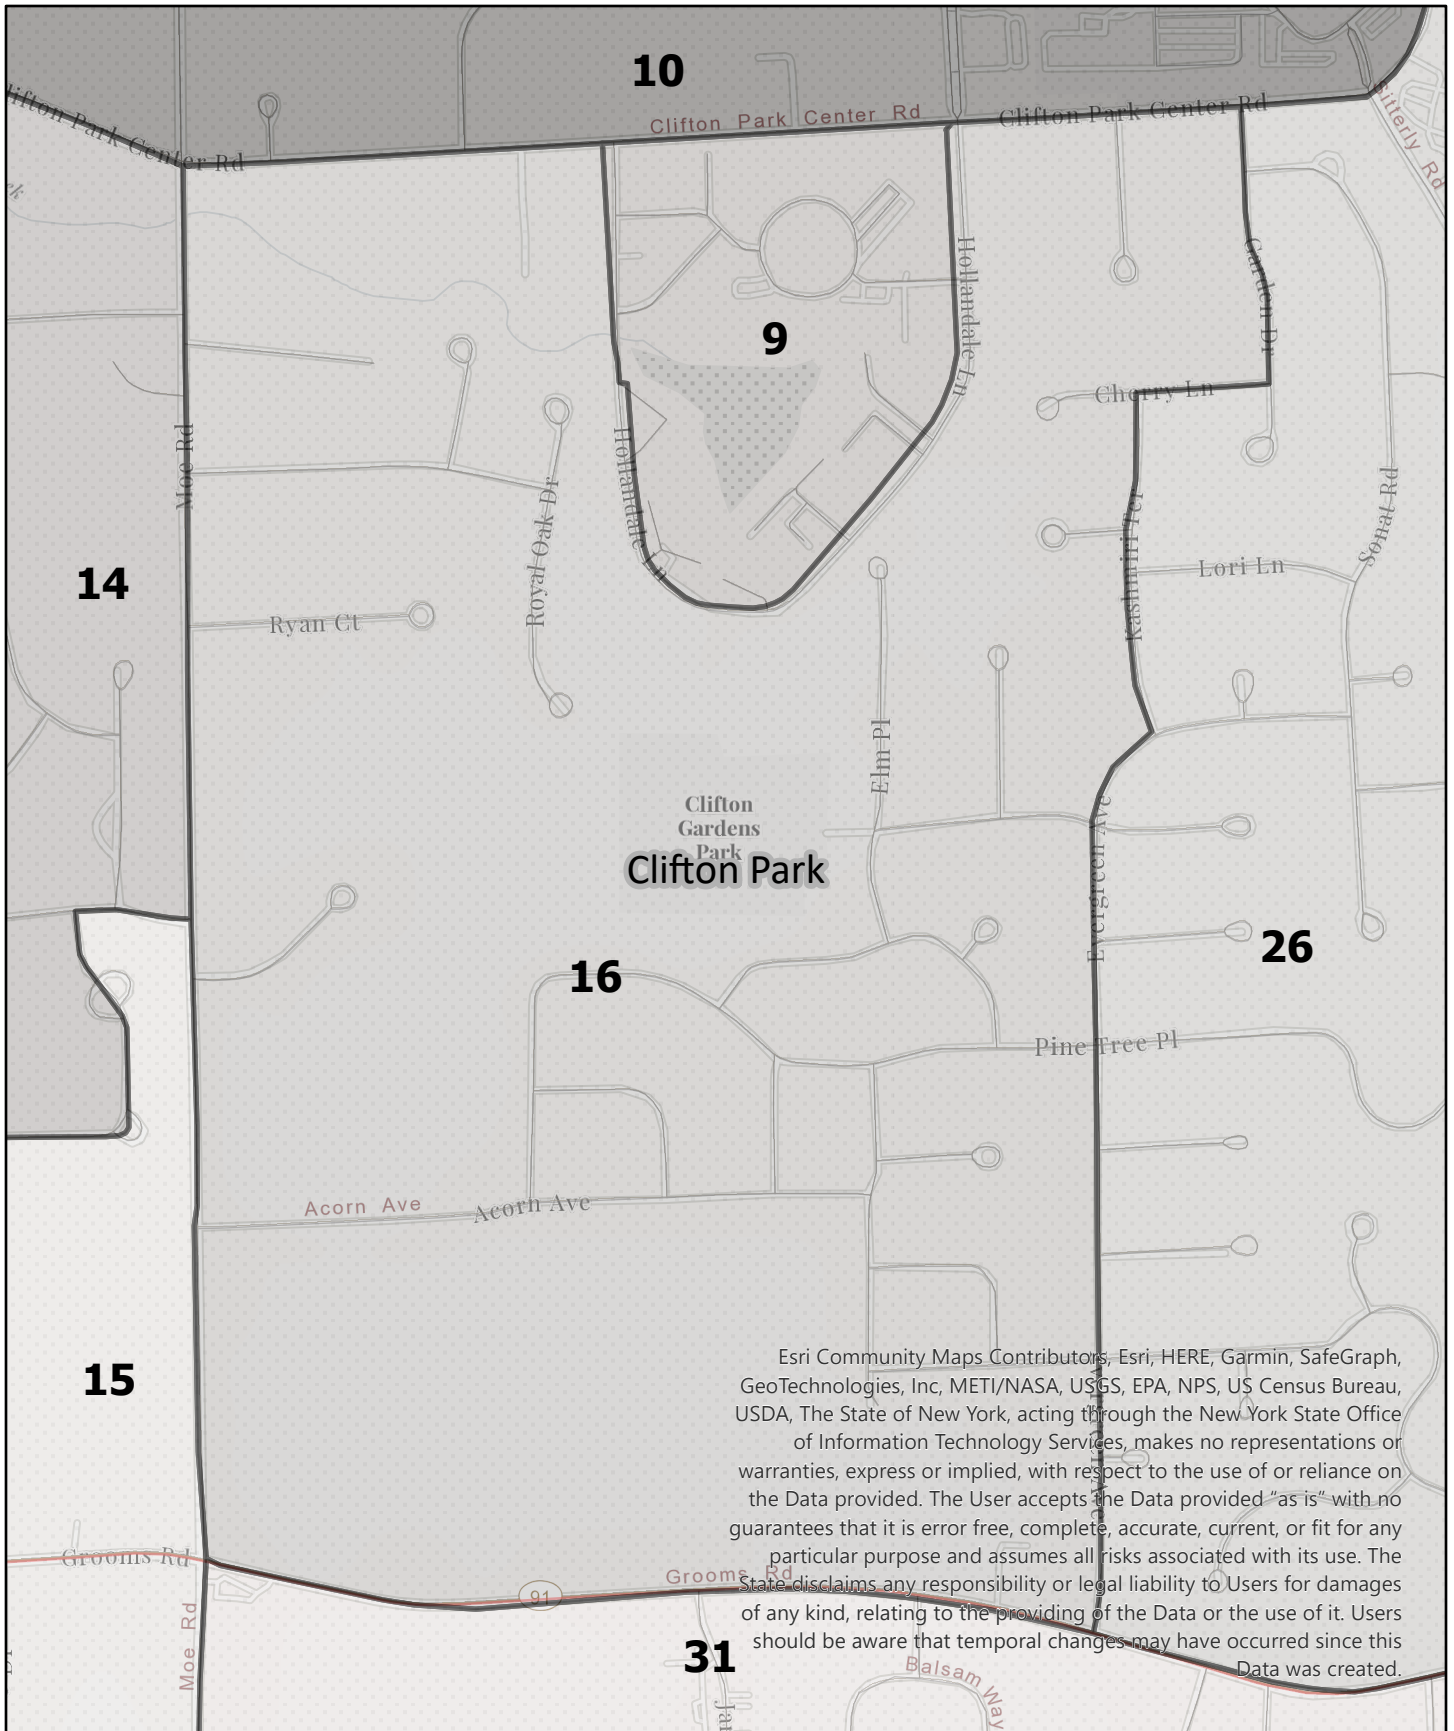 10
Clifton Park Center Rd
Clifton Park Center Rd
Clifton Park Center Rd
Sitterly Rd
ck
Hollandale Ln
Garden Dr
9
Cherry Ln
Moe Rd
Hollandale Ln
Royal Oak Dr
Sonat Rd
Kashmiri Ter
Lori Ln
14
Ryan Ct
Elm Pl
Clifton
Gardens
Park
Clifton Park
Evergreen Ave
26
16
Pine Tree Pl
Acorn Ave
Acorn Ave
15
Esri Community Maps Contributors, Esri, HERE, Garmin, SafeGraph,
GeoTechnologies, Inc, METI/NASA, USGS, EPA, NPS, US Census Bureau,
USDA, The State of New York, acting through the New York State Office
of Information Technology Services, makes no representations or
warranties, express or implied, with respect to the use of or reliance on
the Data provided. The User accepts the Data provided “as is” with no
guarantees that it is error free, complete, accurate, current, or fit for any
particular purpose and assumes all risks associated with its use. The
State disclaims any responsibility or legal liability to Users for damages
of any kind, relating to the providing of the Data or the use of it. Users
should be aware that temporal changes may have occurred since this
Data was created.
Grooms Rd
Grooms Rd
91
Moe Rd
31
Balsam Way
Jar